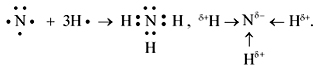 ·N· + 3H· → H:N:H, ᵟ⁺H→Nᵟ⁻←Hᵟ⁺.
H
↑
Hᵟ⁺